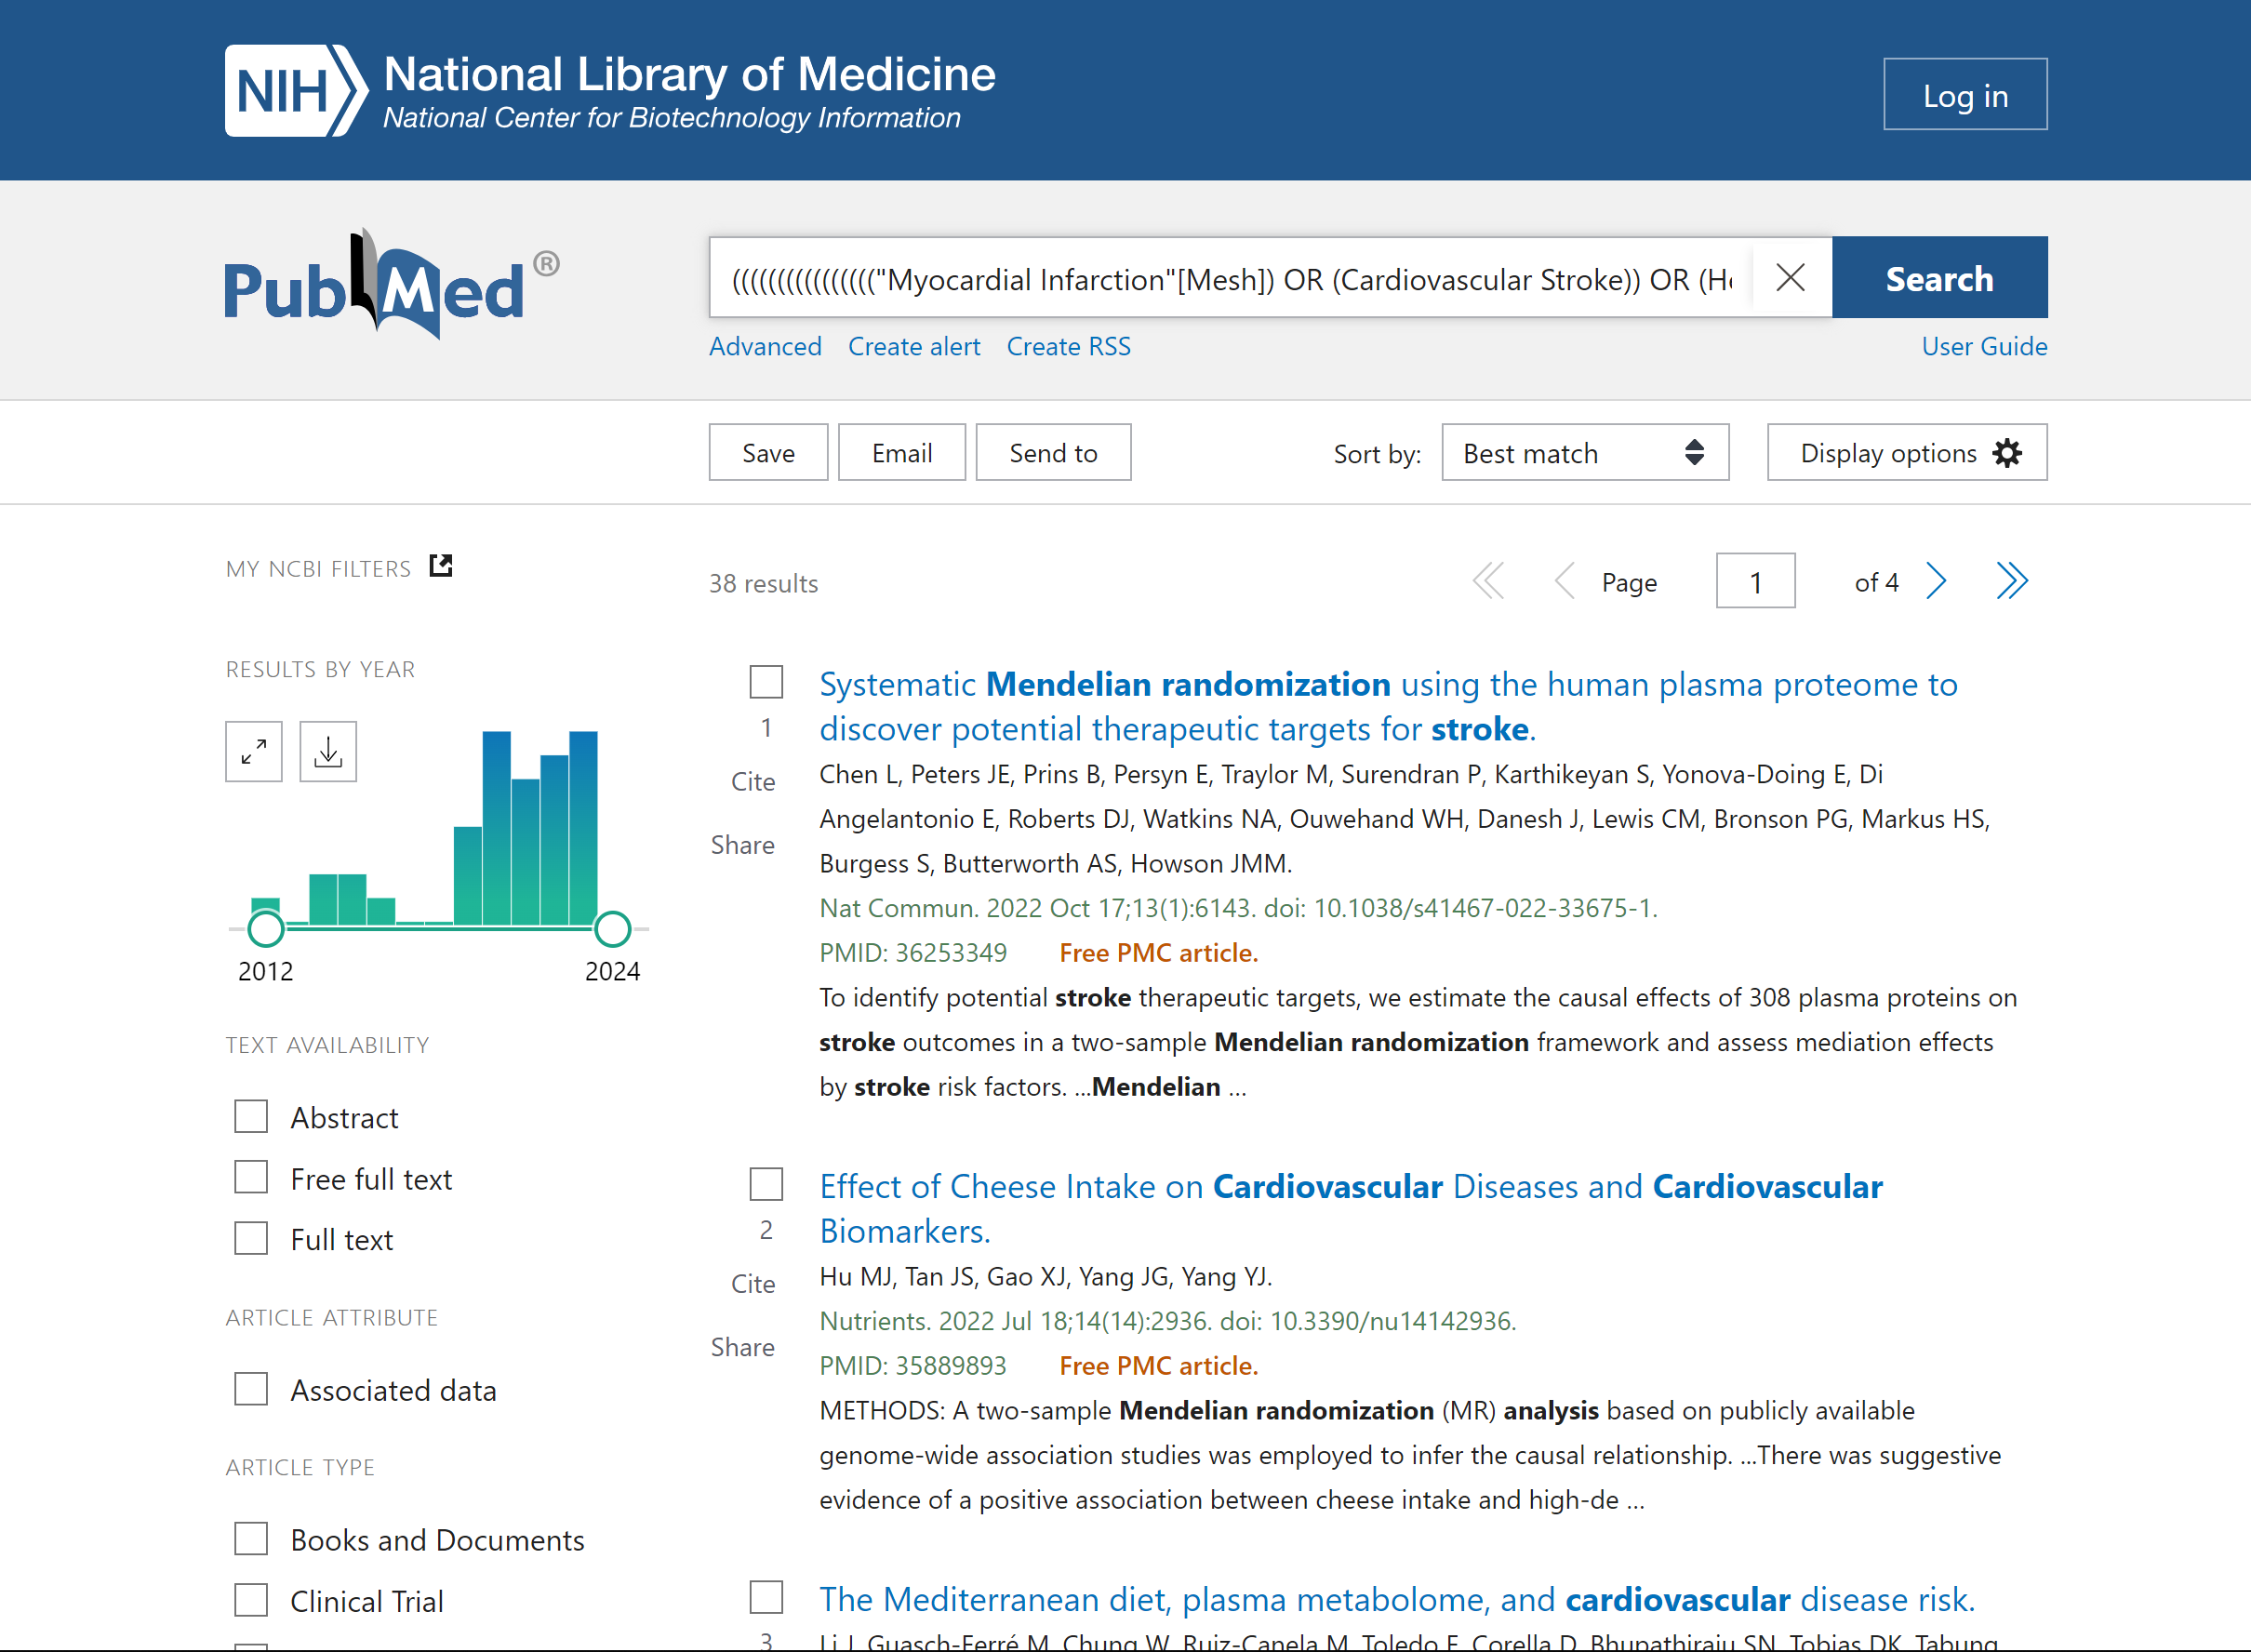 NIH National Library of Medicine
National Center for Biotechnology Information
Log in
PubMed®
((((((((((((((((("Myocardial Infarction"[Mesh]) OR (Cardiovascular Stroke)) OR
Search
Advanced Create alert Create RSS
User Guide
Save Email Send to
Sort by: Best match
Display options
MY NCBI FILTERS
38 results
Page 1 of 4
RESULTS BY YEAR
2012 2024
TEXT AVAILABILITY
Abstract
Free full text
Full text
ARTICLE ATTRIBUTE
Associated data
ARTICLE TYPE
Books and Documents
Clinical Trial
1
Cite
Share
Systematic Mendelian randomization using the human plasma proteome to
discover potential therapeutic targets for stroke.
Chen L, Peters JE, Prins B, Persyn E, Traylor M, Surendran P, Karthikeyan S, Yonova-Doing E, Di
Angelantonio E, Roberts DJ, Watkins NA, Ouwehand WH, Danesh J, Lewis CM, Bronson PG, Markus HS,
Burgess S, Butterworth AS, Howson JMM.
Nat Commun. 2022 Oct 17;13(1):6143. doi: 10.1038/s41467-022-33675-1.
PMID: 36253349 Free PMC article.
To identify potential stroke therapeutic targets, we estimate the causal effects of 308 plasma proteins on
stroke outcomes in a two-sample Mendelian randomization framework and assess mediation effects
by stroke risk factors. ...Mendelian ...
2
Cite
Share
Effect of Cheese Intake on Cardiovascular Diseases and Cardiovascular
Biomarkers.
Hu MJ, Tan JS, Gao XJ, Yang JG, Yang YJ.
Nutrients. 2022 Jul 18;14(14):2936. doi: 10.3390/nu14142936.
PMID: 35889893 Free PMC article.
METHODS: A two-sample Mendelian randomization (MR) analysis based on publicly available
genome-wide association studies was employed to infer the causal relationship. ...There was suggestive
evidence of a positive association between cheese intake and high-de ...
3
The Mediterranean diet, plasma metabolome, and cardiovascular disease risk.
Li J, Guasch-Ferré M, Chung W, Ruiz-Canela M, Toledo E, Corella D, Bhupathiraju SN, Tobias DK, Tabung